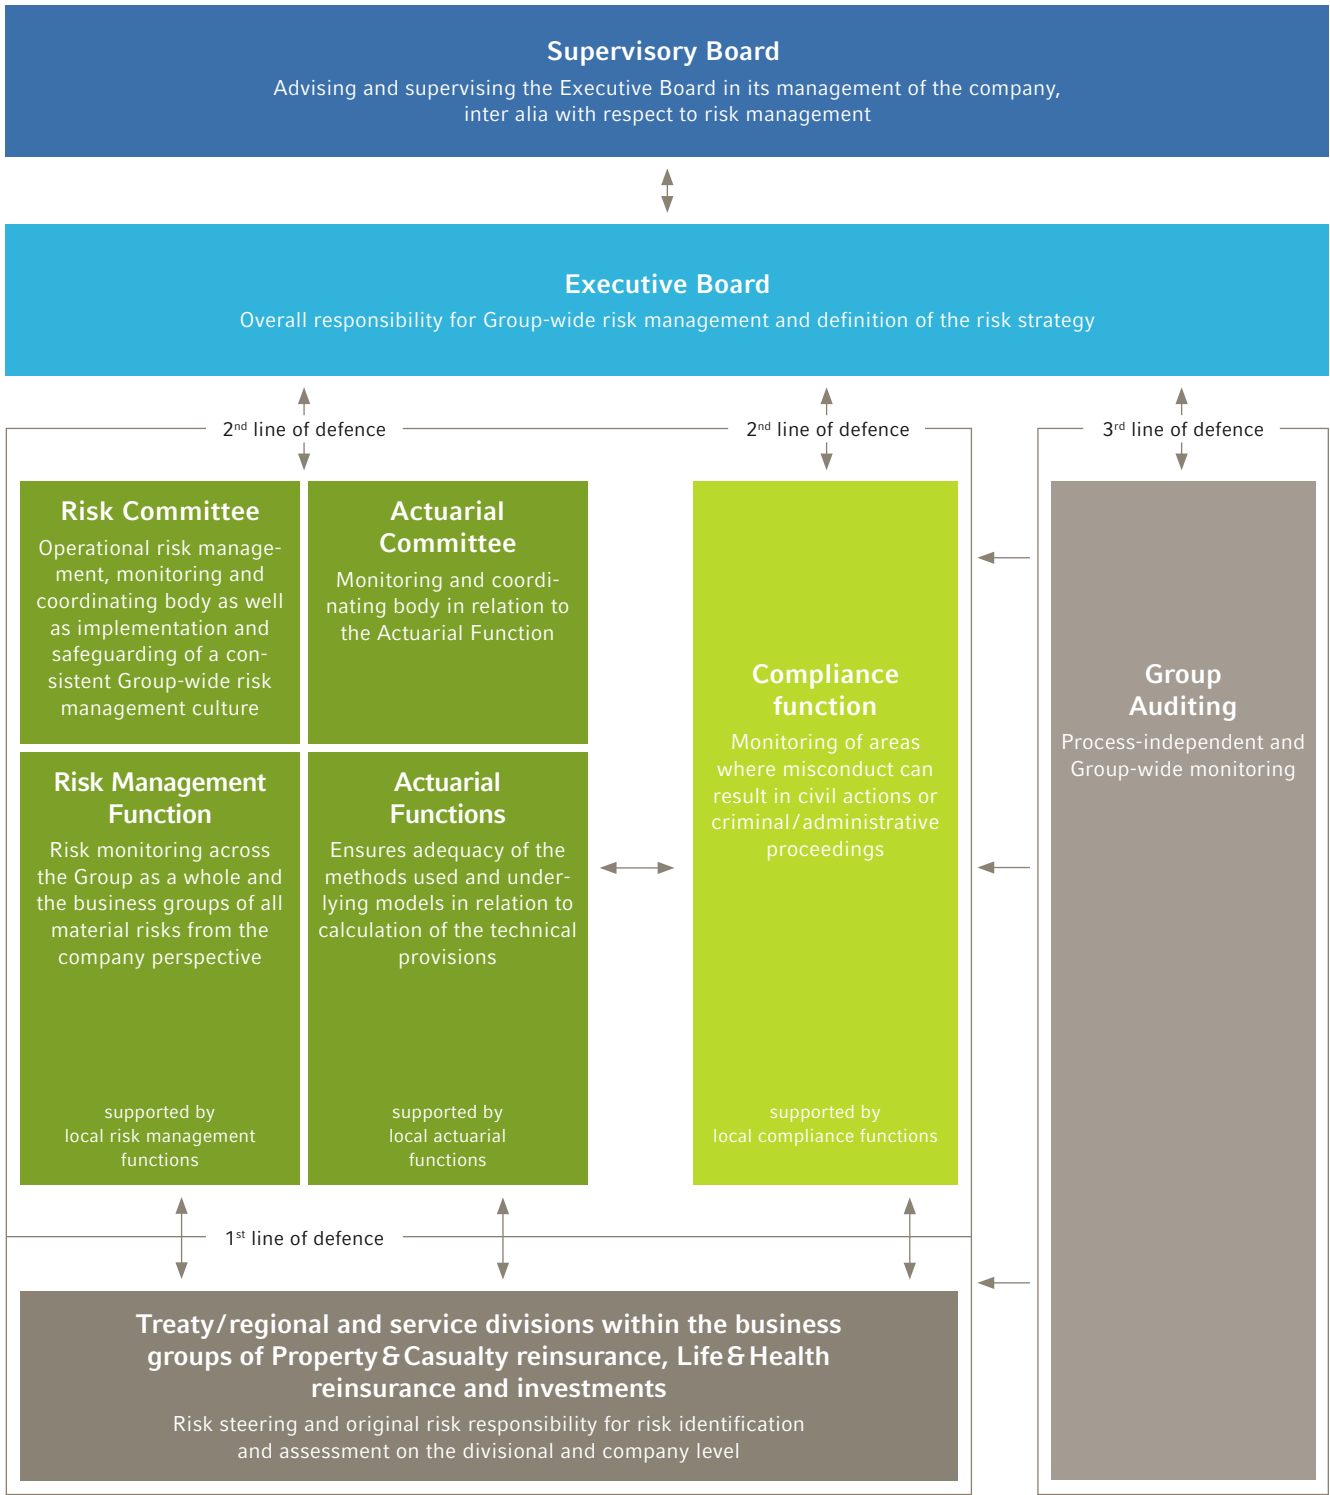 Supervisory Board
Advising and supervising the Executive Board in its management of the company,
inter alia with respect to risk management
Executive Board
Overall responsibility for Group-wide risk management and definition of the risk strategy
2nd line of defence
2nd line of defence
3rd line of defence
Risk Committee
Operational risk manage-
ment, monitoring and
coordinating body as well
as implementation and
safeguarding of a con-
sistent Group-wide risk
management culture
Actuarial
Committee
Monitoring and coordi-
nating body in relation to
the Actuarial Function
Risk Management
Function
Risk monitoring across
the Group as a whole and
the business groups of all
material risks from the
company perspective
supported by
local risk management
functions
Actuarial
Functions
Ensures adequacy of the
methods used and under-
lying models in relation to
calculation of the technical
provisions
supported by
local actuarial
functions
Compliance
function
Monitoring of areas
where misconduct can
result in civil actions or
criminal/administrative
proceedings
supported by
local compliance functions
Group
Auditing
Process-independent and
Group-wide monitoring
1st line of defence
Treaty/regional and service divisions within the business
groups of Property & Casualty reinsurance, Life & Health
reinsurance and investments
Risk steering and original risk responsibility for risk identification
and assessment on the divisional and company level